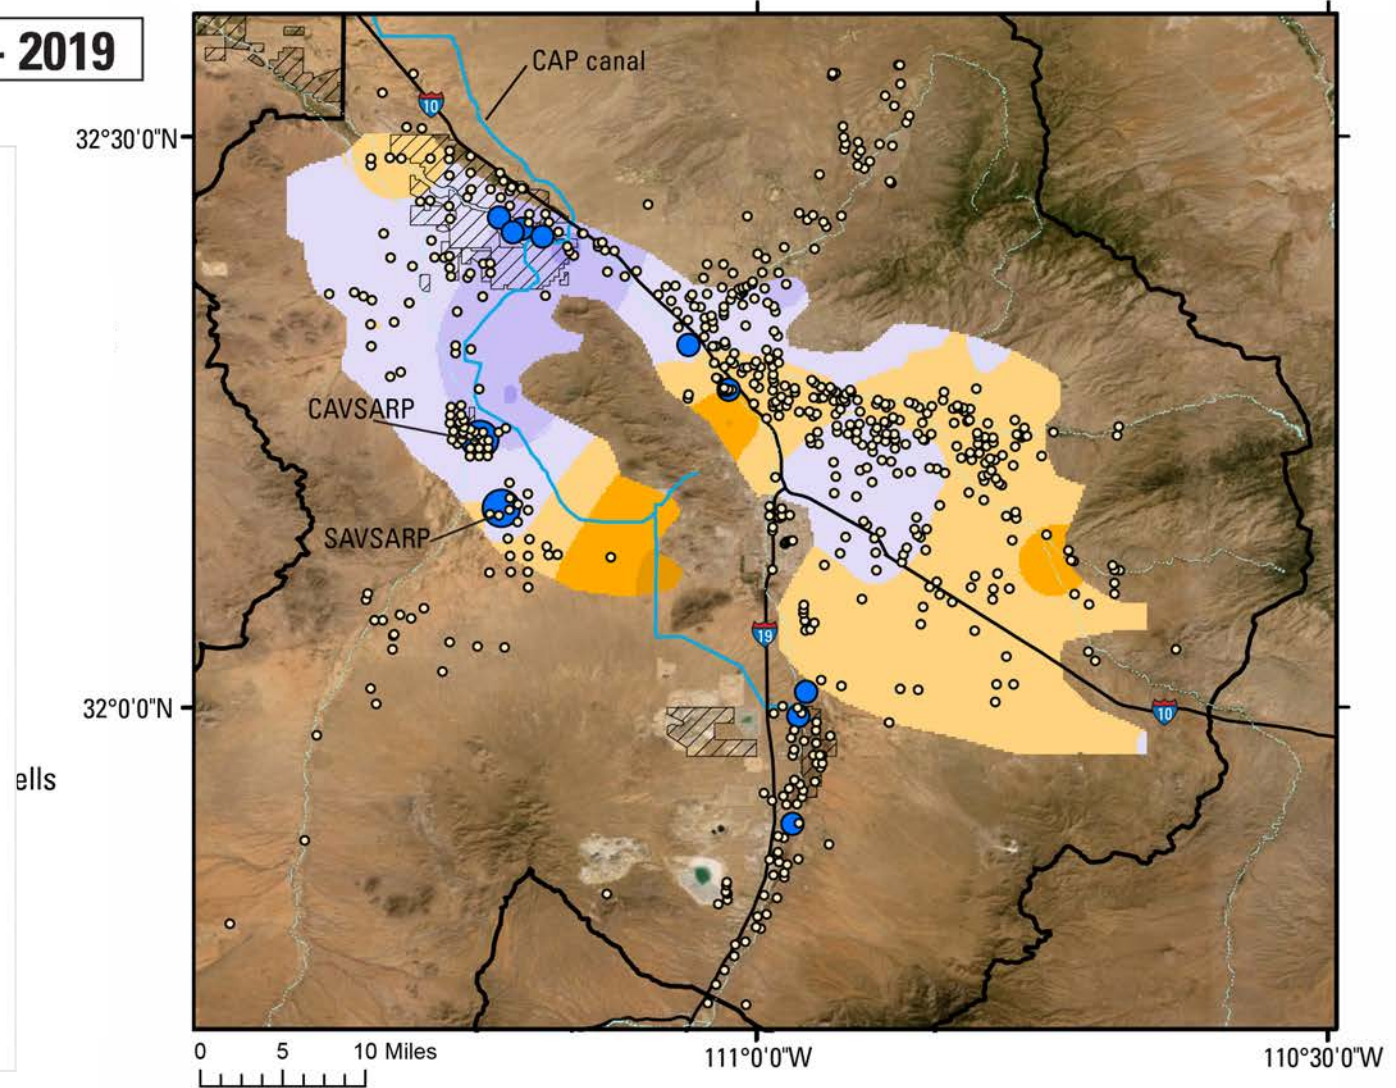 - 2019
CAP canal
10
32°30'0"N
CAVSARP
SAVSARP
19
32°0'0"N
10
ells
0 5 10 Miles
111°0'0"W
110°30'0"W